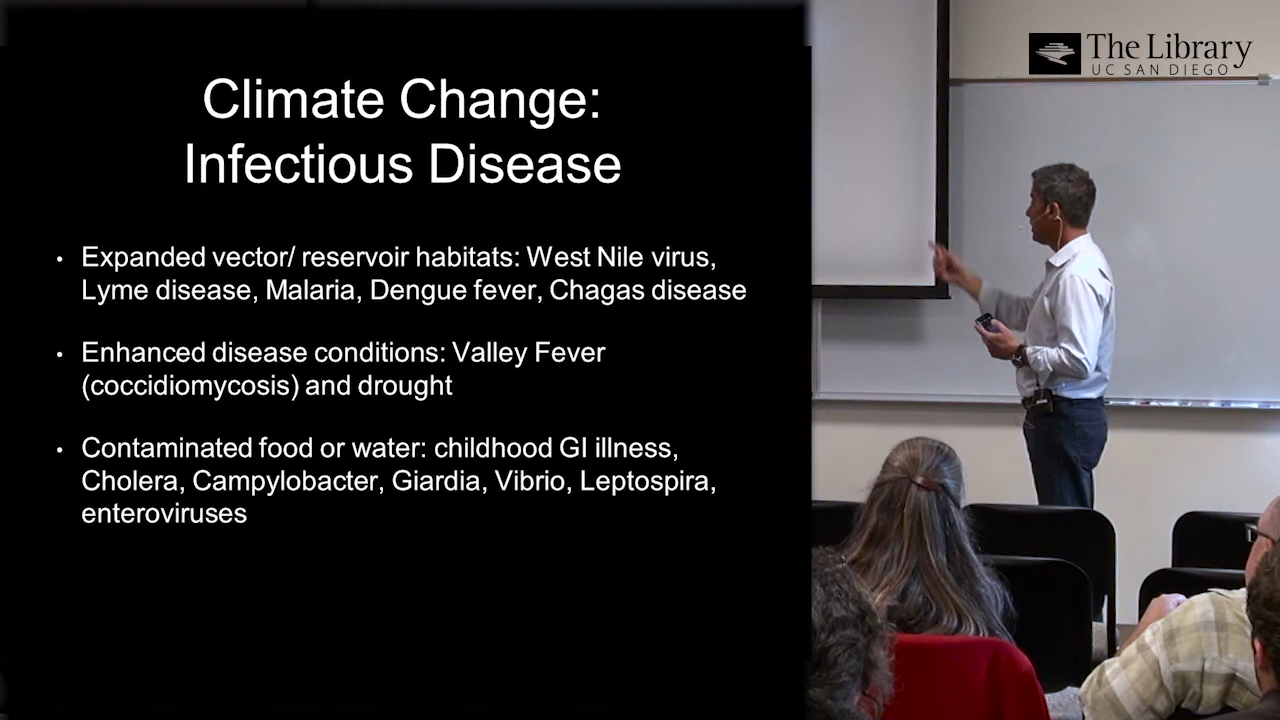 The Library
UC SAN DIEGO
Climate Change:
Infectious Disease
• Expanded vector/ reservoir habitats: West Nile virus,
Lyme disease, Malaria, Dengue fever, Chagas disease
• Enhanced disease conditions: Valley Fever
(coccidiomycosis) and drought
• Contaminated food or water: childhood GI illness,
Cholera, Campylobacter, Giardia, Vibrio, Leptospira,
enteroviruses